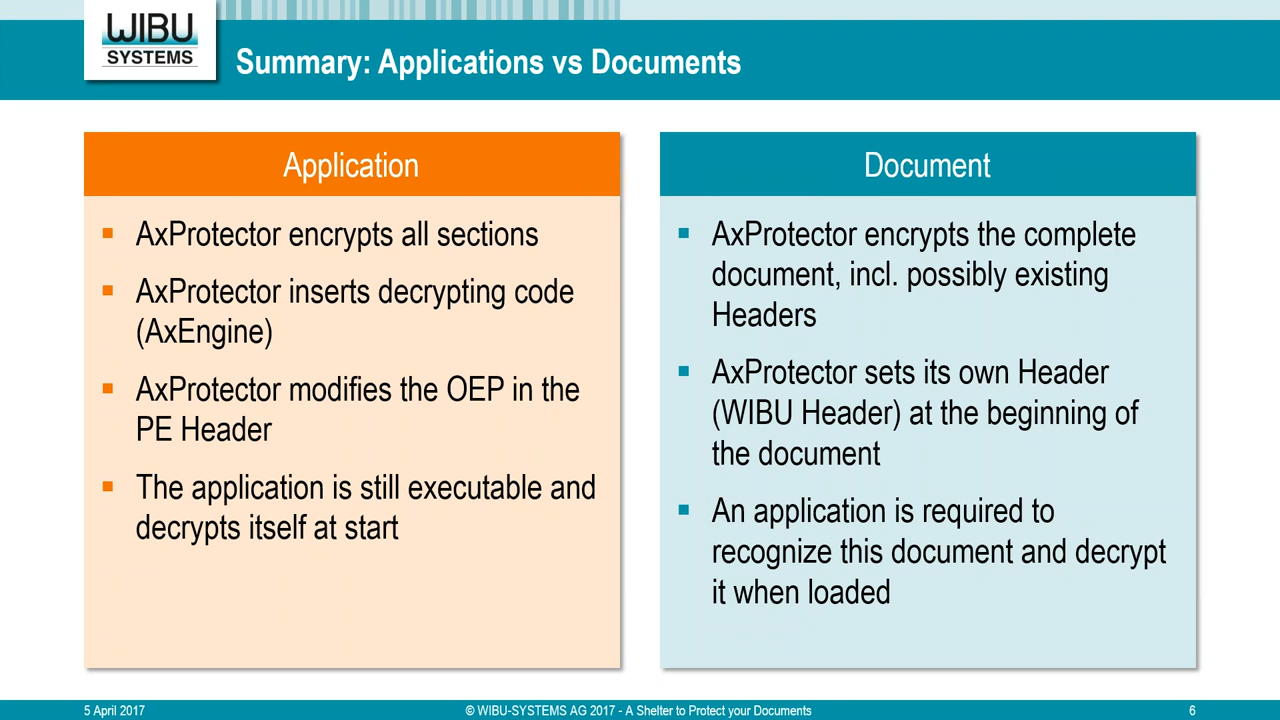 WIBU
SYSTEMS
Summary: Applications vs Documents
Application
▪ AxProtector encrypts all sections
▪ AxProtector inserts decrypting code
(AxEngine)
▪ AxProtector modifies the OEP in the
PE Header
▪ The application is still executable and
decrypts itself at start
Document
▪ AxProtector encrypts the complete
document, incl. possibly existing
Headers
▪ AxProtector sets its own Header
(WIBU Header) at the beginning of
the document
▪ An application is required to
recognize this document and decrypt
it when loaded
5 April 2017
© WIBU-SYSTEMS AG 2017 - A Shelter to Protect your Documents
6